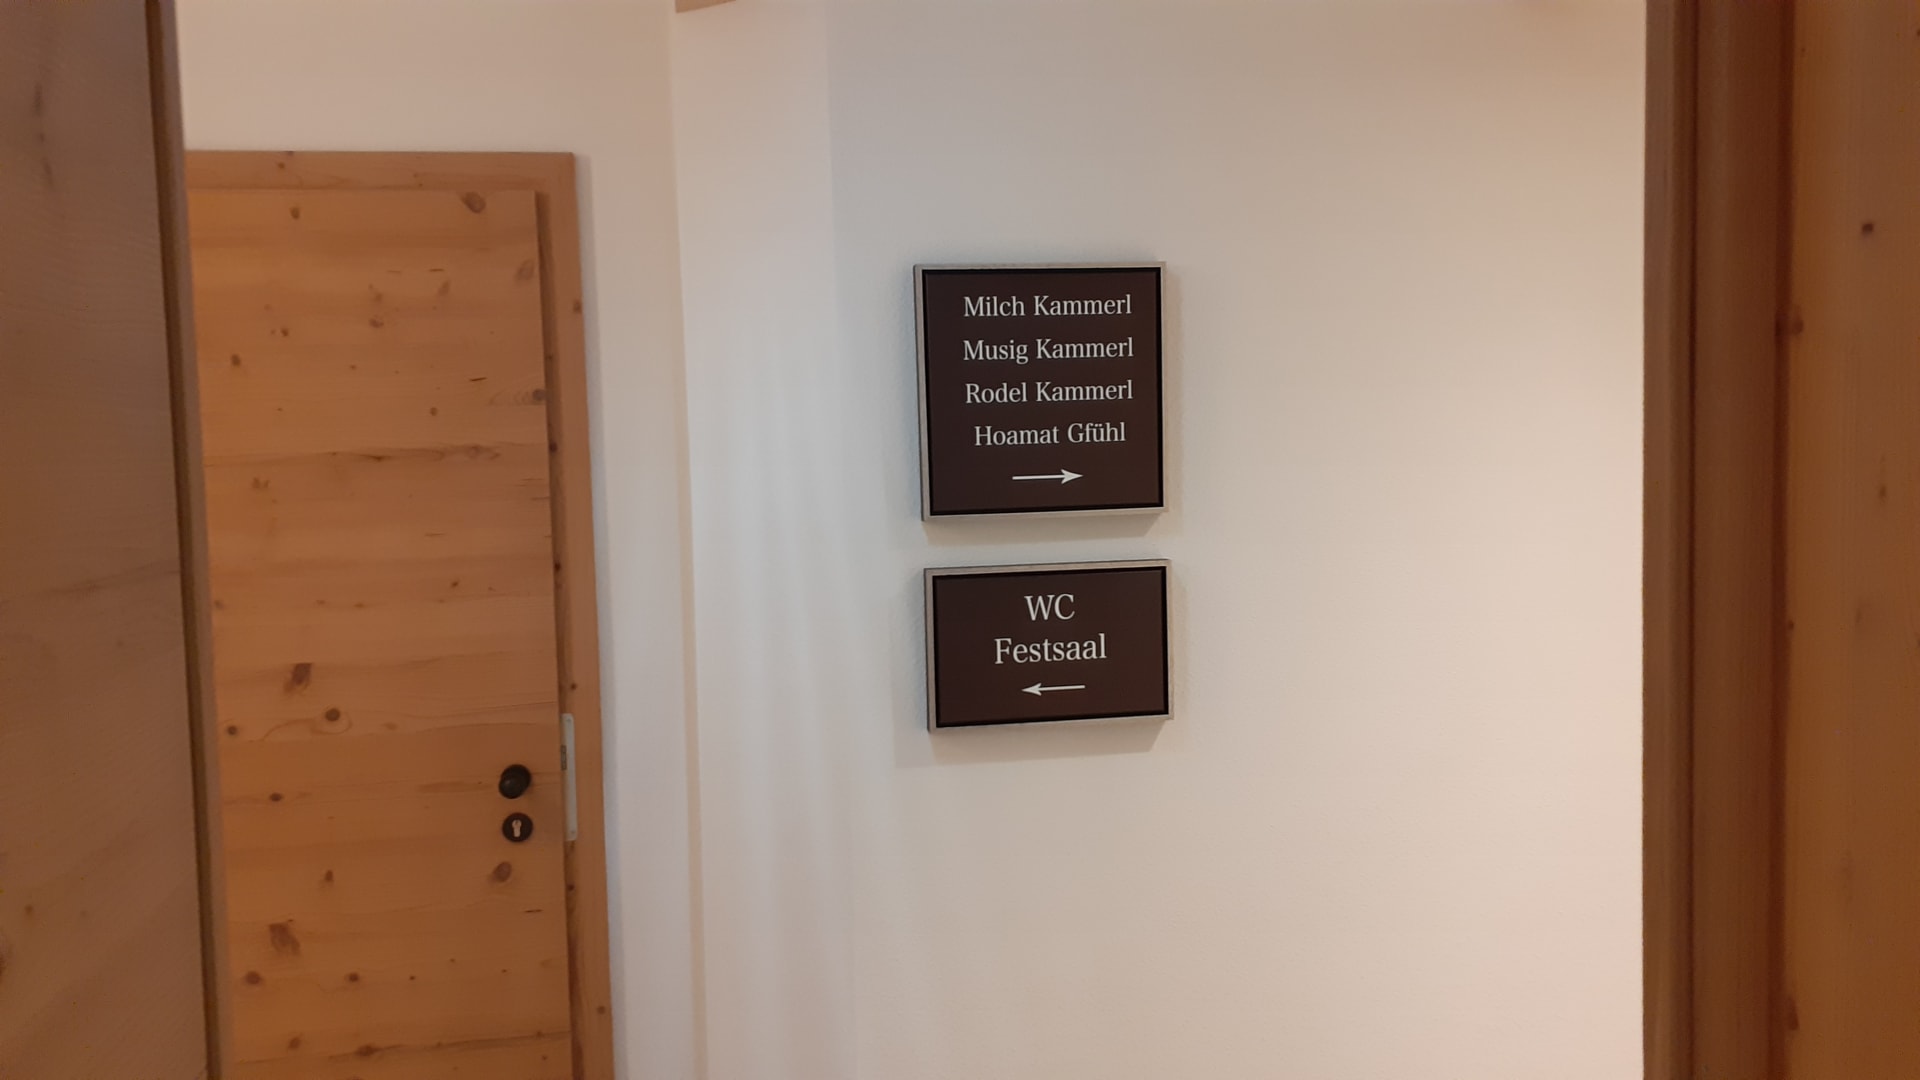 Milch Kammerl
Musig Kammerl
Rodel Kammerl
Hoamat Gfühl
WC
Festsaal